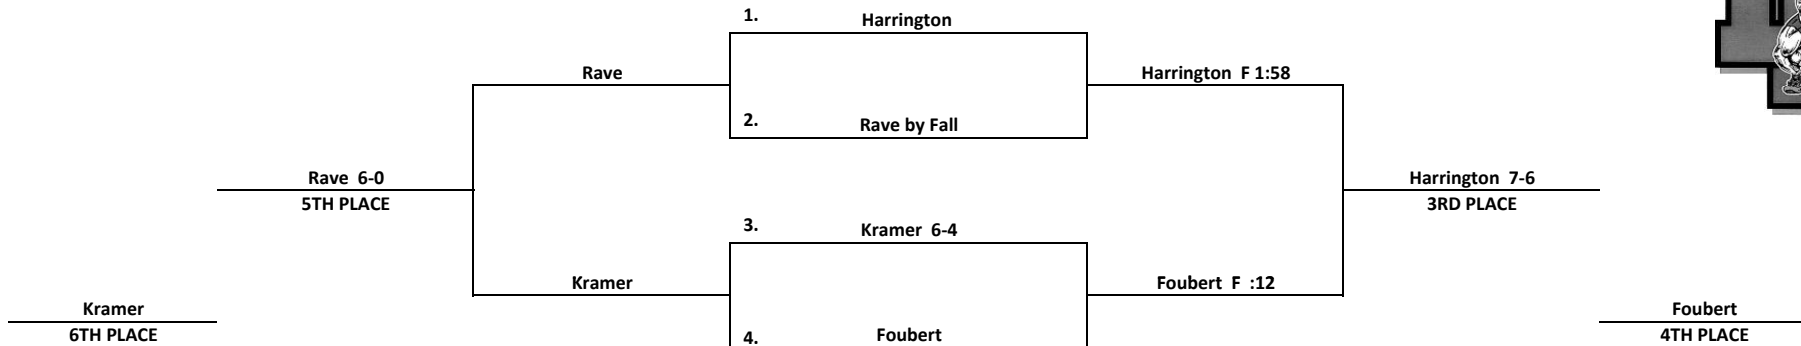 1. Harrington
Rave
Harrington F 1:58
2. Rave by Fall
Rave 6-0
5TH PLACE
Harrington 7-6
3RD PLACE
3. Kramer 6-4
Kramer
Foubert F :12
Kramer
6TH PLACE
4. Foubert
Foubert
4TH PLACE